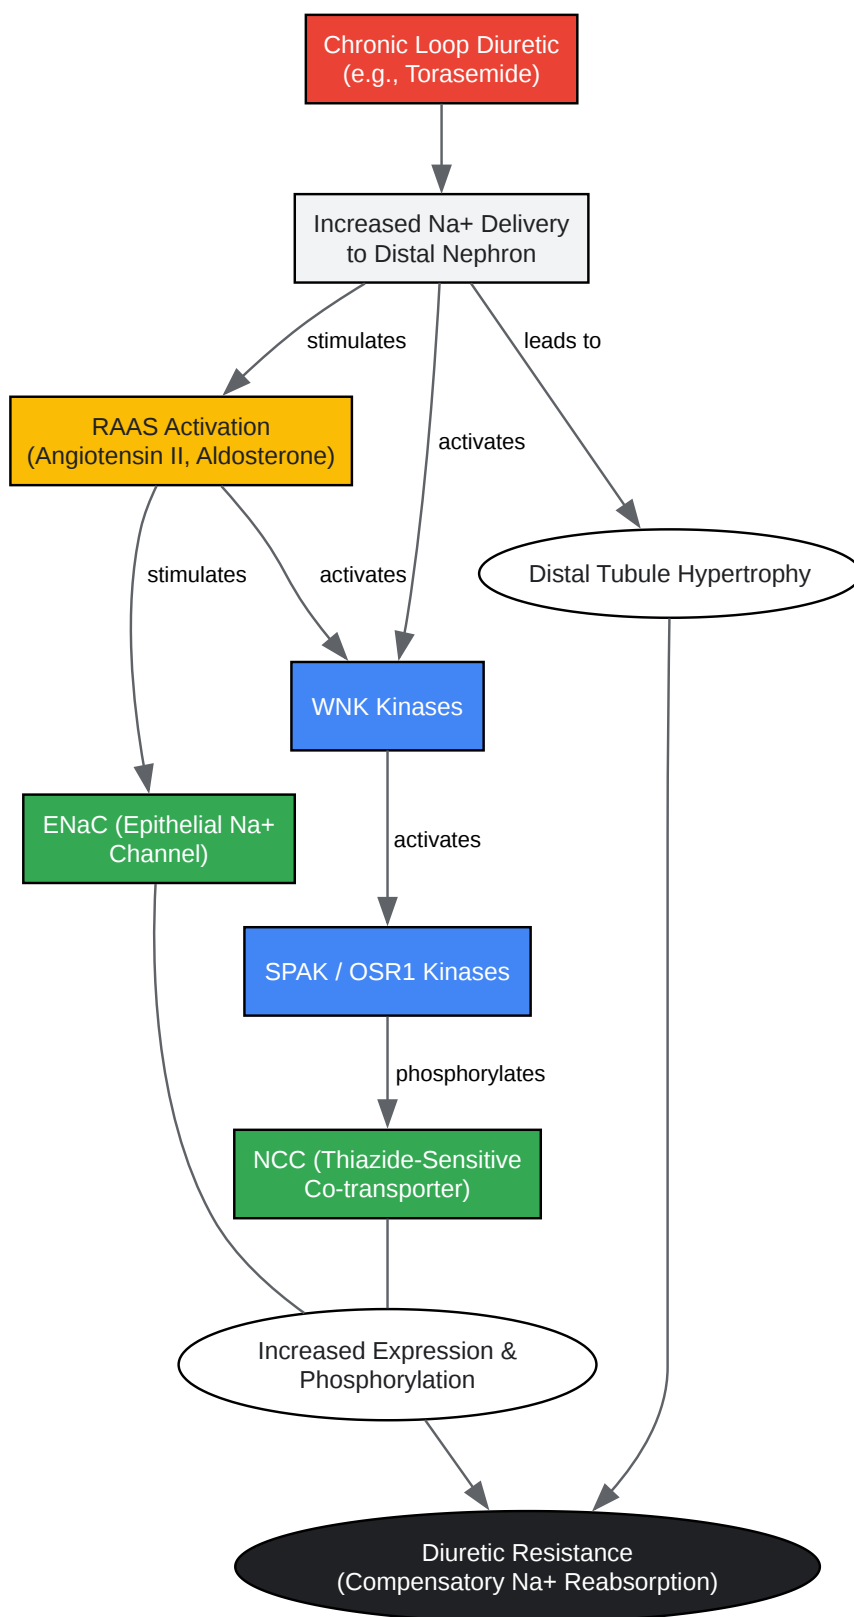 Chronic Loop Diuretic
(e.g., Torasemide)
Increased Na+ Delivery
to Distal Nephron
stimulates
leads to
RAAS Activation
(Angiotensin II, Aldosterone)
activates
stimulates
activates
Distal Tubule Hypertrophy
WNK Kinases
ENaC (Epithelial Na+
Channel)
activates
SPAK / OSR1 Kinases
phosphorylates
NCC (Thiazide-Sensitive
Co-transporter)
Increased Expression &
Phosphorylation
Diuretic Resistance
(Compensatory Na+ Reabsorption)